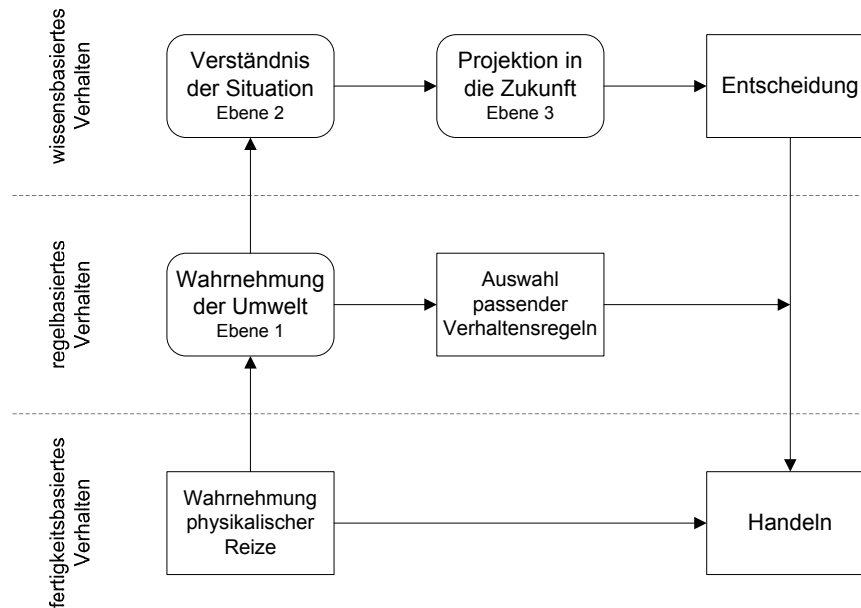 wissensbasiertes
Verhalten
Verständnis
der Situation
Ebene 2
Projektion in
die Zukunft
Ebene 3
Entscheidung
regelbasiertes
Verhalten
Wahrnehmung
der Umwelt
Ebene 1
Auswahl
passender
Verhaltensregeln
fertigkeitsbasiertes
Verhalten
Wahrnehmung
physikalischer
Reize
Handeln